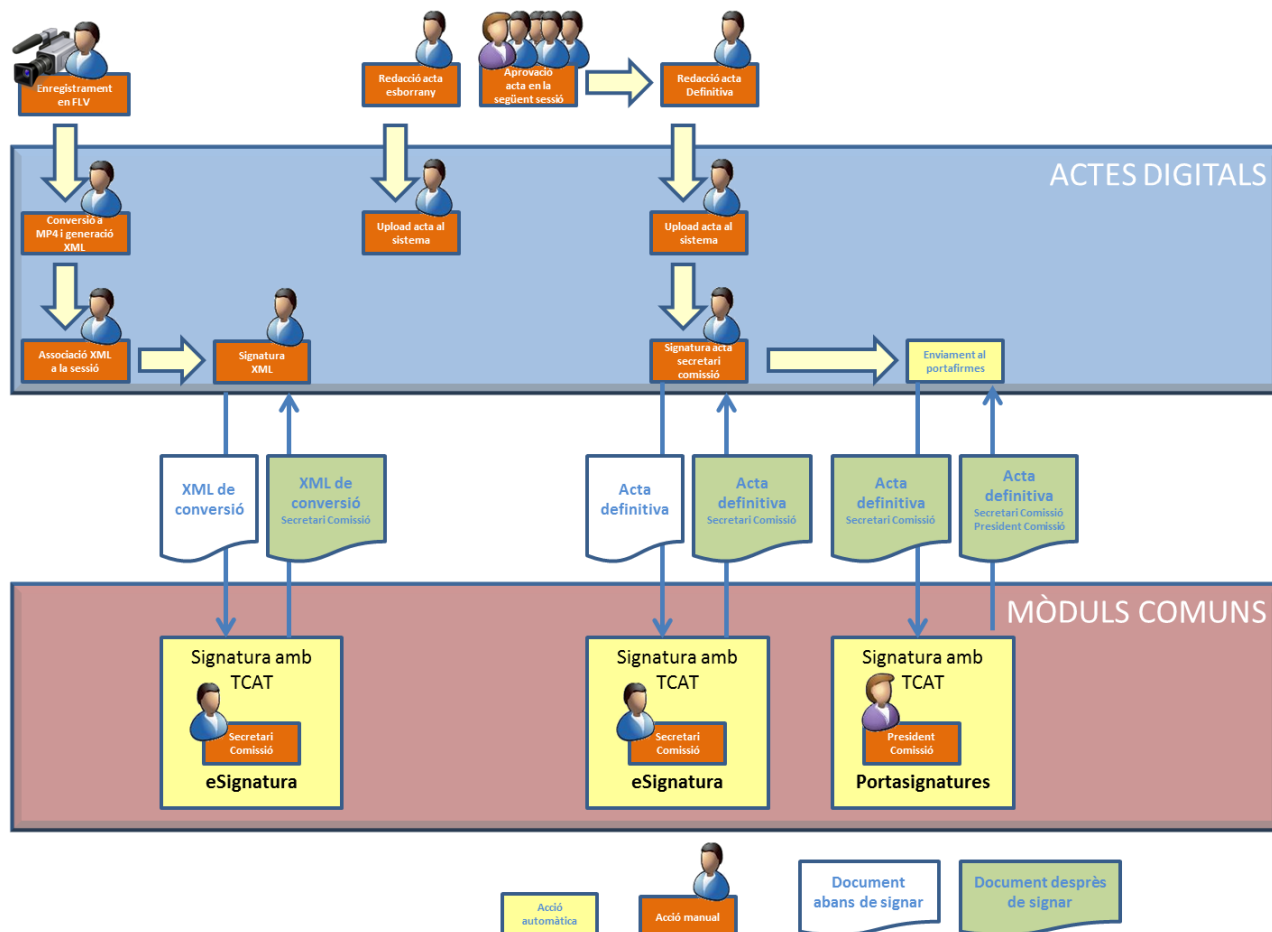 Enregistrament
en FLV
Redacció acta
esborrany
Aprovació
acta en la
següent sessió
Redacció acta
Definitiva
ACTES DIGITALS
Conversió a
MP4 i generació
XML
Upload acta al
sistema
Upload acta al
sistema
Associació XML
a la sessió
Signatura
XML
Signatura acta
secretari
comissió
Enviament al
portafirmes
XML de
conversió
XML de
conversió
Secretari Comissió
Acta
definitiva
Acta
definitiva
Secretari Comissió
Acta
definitiva
Secretari Comissió
Acta
definitiva
Secretari Comissió
President Comissió
MÒDULS COMUNS
Signatura amb
TCAT
Secretari
Comissió
eSignatura
Signatura amb
TCAT
Secretari
Comissió
eSignatura
Signatura amb
TCAT
President
Comissió
Portasignatures
Acció
automàtica
Acció manual
Document
abans de signar
Document desprès
de signar